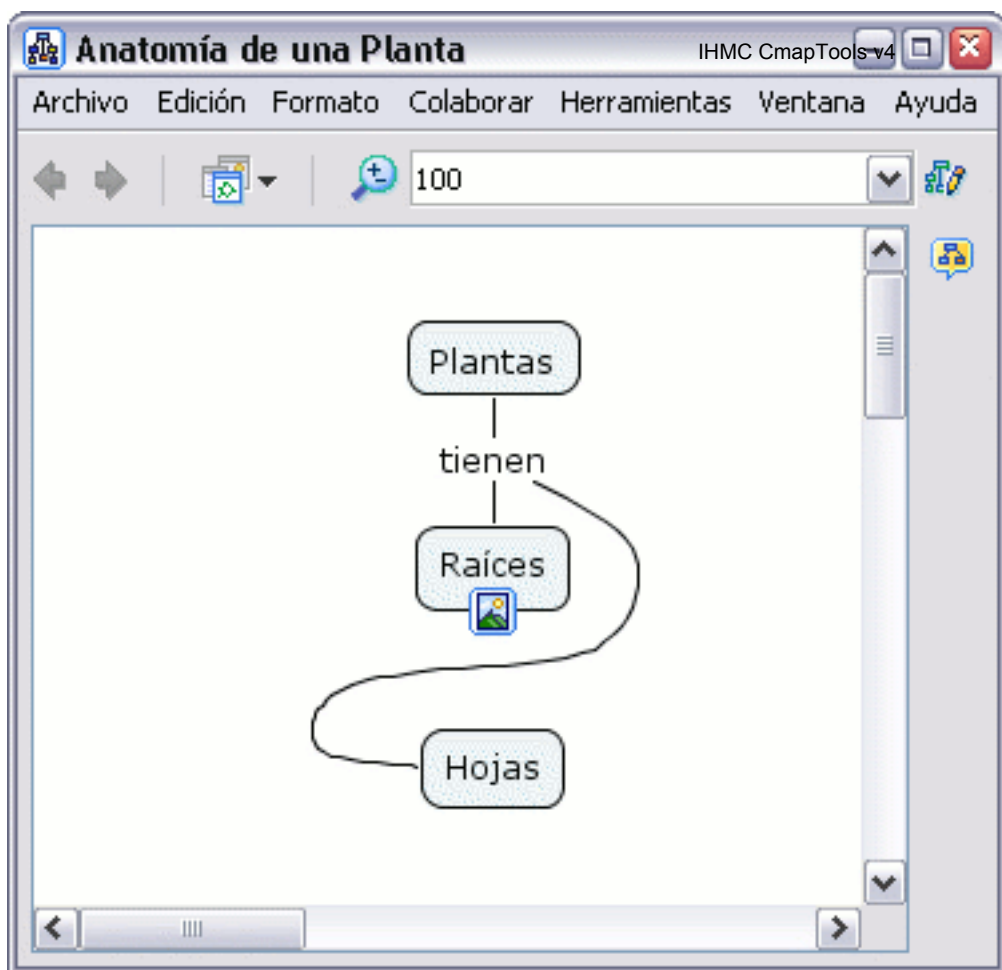 Anatomía de una Planta IHMC CmapTools v4
Archivo Edición Formato Colaborar Herramientas Ventana Ayuda
100
Plantas
tienen
Raíces
Hojas